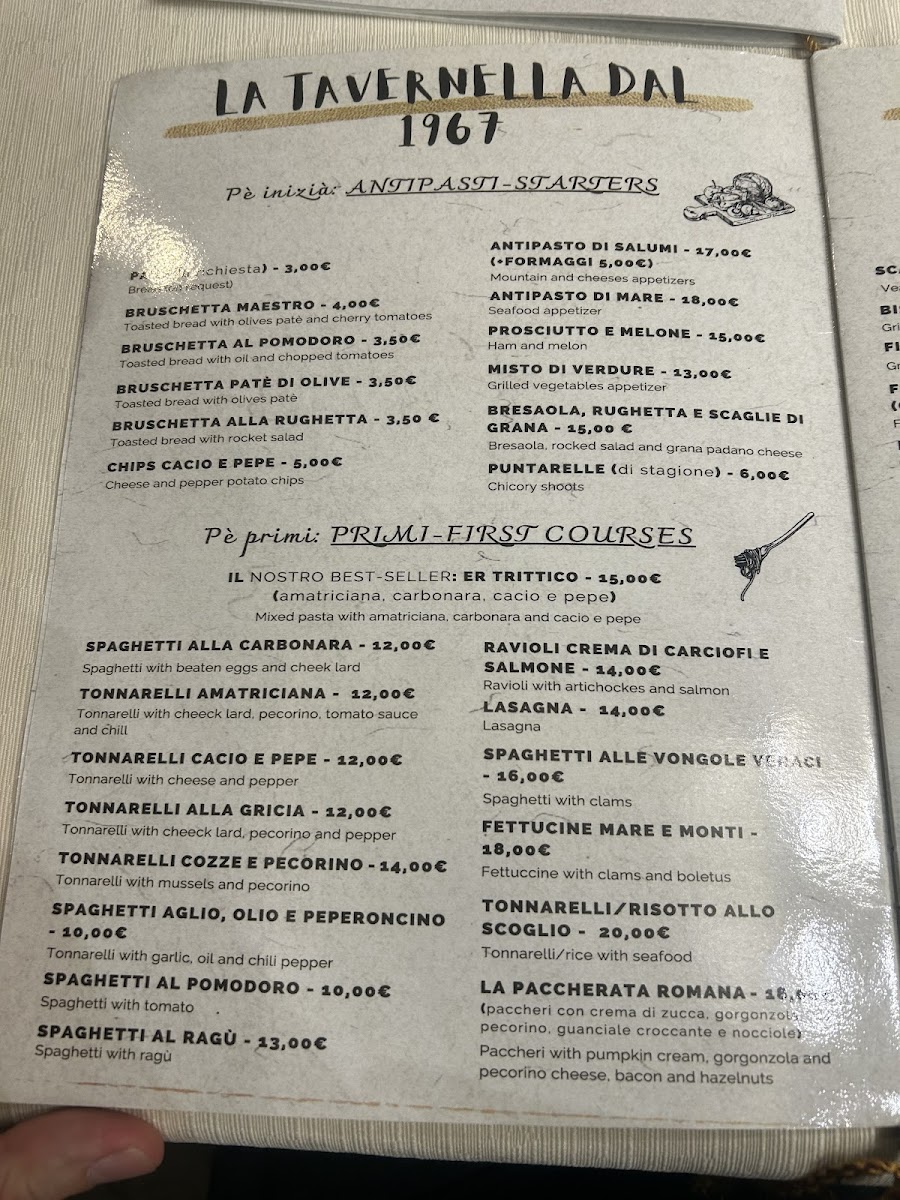 LA TAVERNELLA DAL
1967
Pè inizià: ANTIPASTI-STARTERS
- 3,00€
BRUSCHETTA MAESTRO - 4,00€
Toasted bread with olives paté and cherry tomatoes
BRUSCHETTA AL POMODORO - 3,50€
Toasted bread with oil and chopped tomatoes
BRUSCHETTA PATÈ DI OLIVE - 3,50€
Toasted bread with olives patè
BRUSCHETTA ALLA RUGHETTA - 3,50 €
Toasted bread with rocket salad
CHIPS CACIO E PEPE - 5,00€
Cheese and pepper potato chips
ANTIPASTO DI SALUMI - 17,00€
(+FORMAGGI 5,00€)
Mountain and cheeses appetizers
ANTIPASTO DI MARE - 18,00€
Seafood appetizer
PROSCIUTTO E MELONE - 15,00€
Ham and melon
MISTO DI VERDURE - 13,00€
Grilled vegetables appetizer
BRESAOLA, RUGHETTA E SCAGLIE DI
GRANA - 15,00 €
Bresaola, rocked salad and grana padano cheese
PUNTARELLE (di stagione) - 6,00€
Chicory shoots
Pè primi: PRIMI-FIRST COURSES
IL NOSTRO BEST-SELLER: ER TRITTICO - 15,00€
(amatriciana, carbonara, cacio e pepe)
Mixed pasta with amatriciana, carbonara and cacio e pepe
SPAGHETTI ALLA CARBONARA - 12,00€
Spaghetti with beaten eggs and cheek lard
TONNARELLI AMATRICIANA - 12,00€
Tonnarelli with cheeck lard, pecorino, tomato sauce
and chill
TONNARELLI CACIO E PEPE - 12,00€
Tonnarelli with cheese and pepper
TONNARELLI ALLA GRICIA - 12,00€
Tonnarelli with cheeck lard, pecorino and pepper
TONNARELLI COZZE E PECORINO - 14,00€
Tonnarelli with mussels and pecorino
SPAGHETTI AGLIO, OLIO E PEPERONCINO
- 10,00€
Tonnarelli with garlic, oil and chili pepper
SPAGHETTI AL POMODORO - 10,00€
Spaghetti with tomato
SPAGHETTI AL RAGÙ - 13,00€
Spaghetti with ragù
RAVIOLI CREMA DI CARCIOFI E
SALMONE - 14,00€
Ravioli with artichockes and salmon
LASAGNA - 14,00€
Lasagna
SPAGHETTI ALLE VONGOLE VERACI
- 16,00€
Spaghetti with clams
FETTUCINE MARE E MONTI -
18,00€
Fettuccine with clams and boletus
TONNARELLI/RISOTTO ALLO
SCOGLIO - 20,00€
Tonnarelli/rice with seafood
LA PACCHERATA ROMANA -
(paccheri con crema di zucca, gorgonzola,
pecorino, guanciale croccante e nocciole)
Paccheri with pumpkin cream, gorgonzola and
pecorino cheese, bacon and hazelnuts